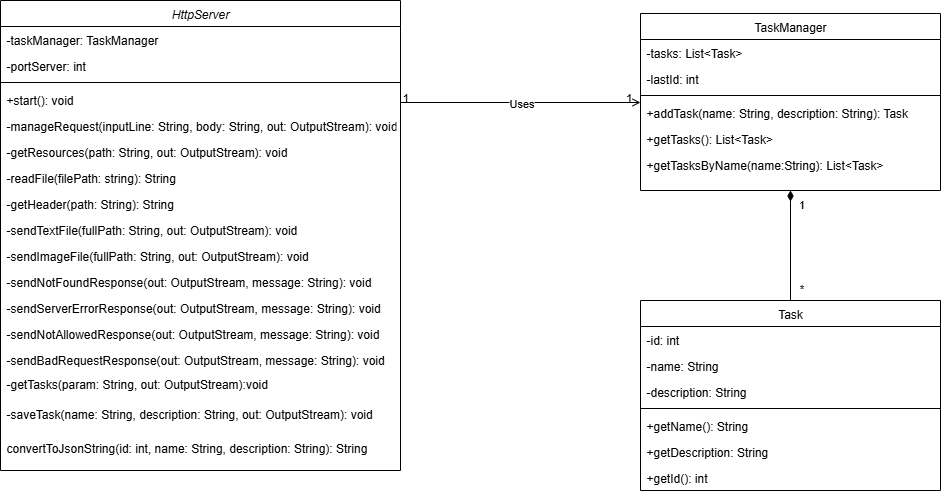 HttpServer
-taskManager: TaskManager
-portServer: int
+start(): void
-manageRequest(inputLine: String, body: String, out: OutputStream): void
-getResources(path: String, out: OutputStream): void
-readFile(filePath: string): String
-getHeader(path: String): String
-sendTextFile(fullPath: String, out: OutputStream): void
-sendImageFile(fullPath: String, out: OutputStream): void
-sendNotFoundResponse(out: OutputStream, message: String): void
-sendServerErrorResponse(out: OutputStream, message: String): void
-sendNotAllowedResponse(out: OutputStream, message: String): void
-sendBadRequestResponse(out: OutputStream, message: String): void
-getTasks(param: String, out: OutputStream):void
-saveTask(name: String, description: String, out: OutputStream): void
convertToJsonString(id: int, name: String, description: String): String
1
Uses
1
TaskManager
-tasks: List<Task>
-lastId: int
+addTask(name: String, description: String): Task
+getTasks(): List<Task>
+getTasksByName(name:String): List<Task>
1
*
Task
-id: int
-name: String
-description: String
+getName(): String
+getDescription: String
+getId(): int